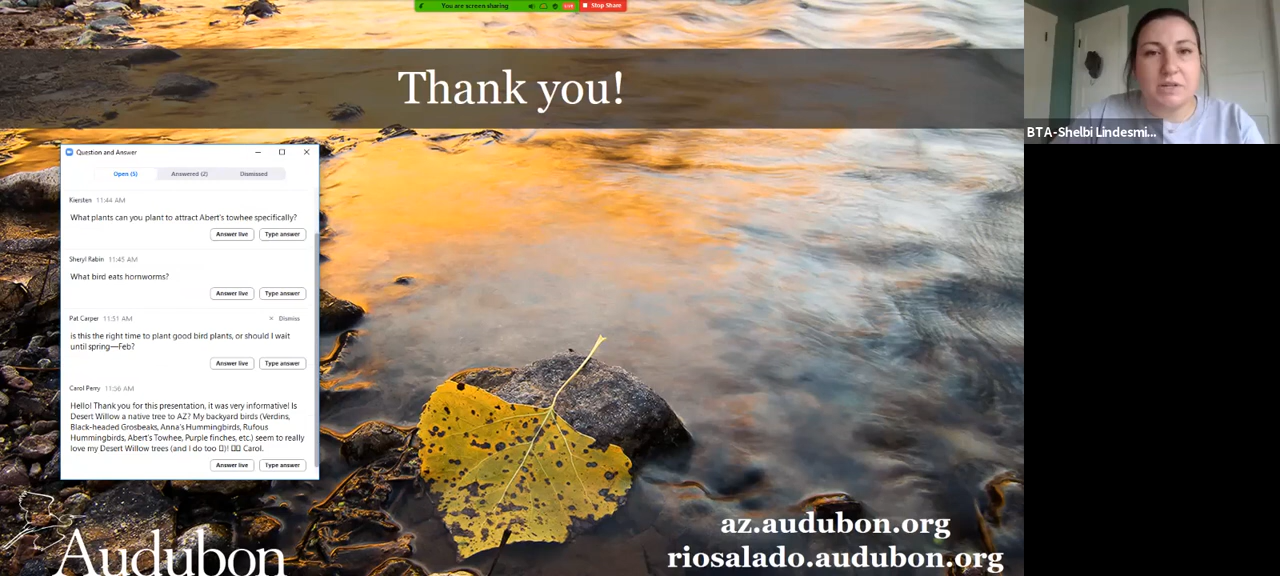 You are screen sharing
Stop Share
Thank you!
BTA-Shelbi Lindesmi...
Question and Answer
Open (5)
Answered (2)
Dismissed
Kiersten 11:44 AM
What plants can you plant to attract Abert's towhee specifically?
Answer live
Type answer
Sheryl Rabin 11:45 AM
What bird eats hornworms?
Answer live
Type answer
Pat Carper 11:51 AM
Dismiss
is this the right time to plant good bird plants, or should I wait
until spring—Feb?
Answer live
Type answer
Carol Perry 11:56 AM
Hello! Thank you for this presentation, it was very informative! Is
Desert Willow a native tree to AZ? My backyard birds (Verdins,
Black-headed Grosbeaks, Anna's Hummingbirds, Rufous
Hummingbirds, Abert's Towhee, Purple finches, etc.) seem to really
love my Desert Willow trees (and I do too )! Carol.
Answer live
Type answer
Audubon
az.audubon.org
riosalado.audubon.org